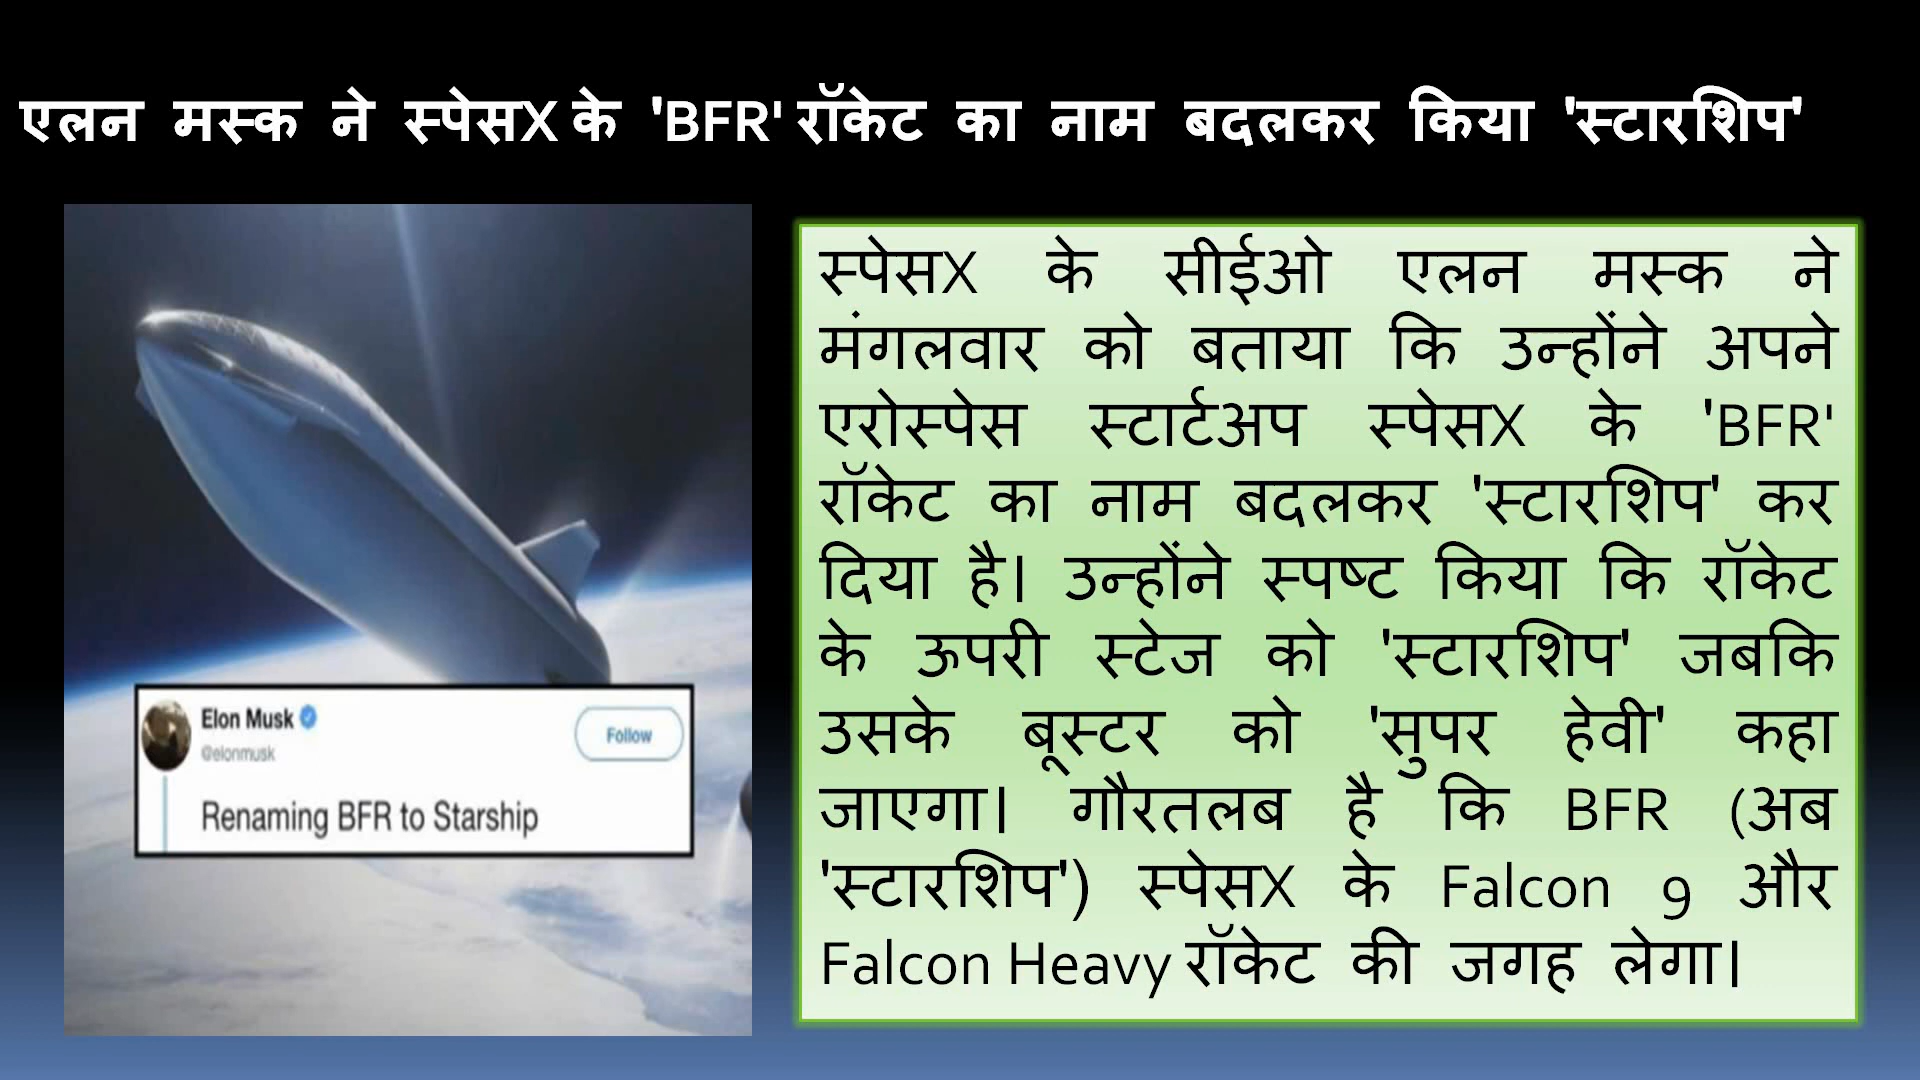 एलन मस्क ने स्पेसX के 'BFR' रॉकेट का नाम बदलकर किया 'स्टारशिप'
Elon Musk
@elonmusk
Follow
Renaming BFR to Starship
स्पेसX के सीईओ एलन मस्क ने
मंगलवार को बताया कि उन्होंने अपने
एरोस्पेस स्टार्टअप स्पेसX के 'BFR'
रॉकेट का नाम बदलकर 'स्टारशिप' कर
दिया है। उन्होंने स्पष्ट किया कि रॉकेट
के ऊपरी स्टेज को 'स्टारशिप' जबकि
उसके बूस्टर को 'सुपर हेवी' कहा
जाएगा। गौरतलब है कि BFR (अब
'स्टारशिप') स्पेसX के Falcon 9 और
Falcon Heavy रॉकेट की जगह लेगा।